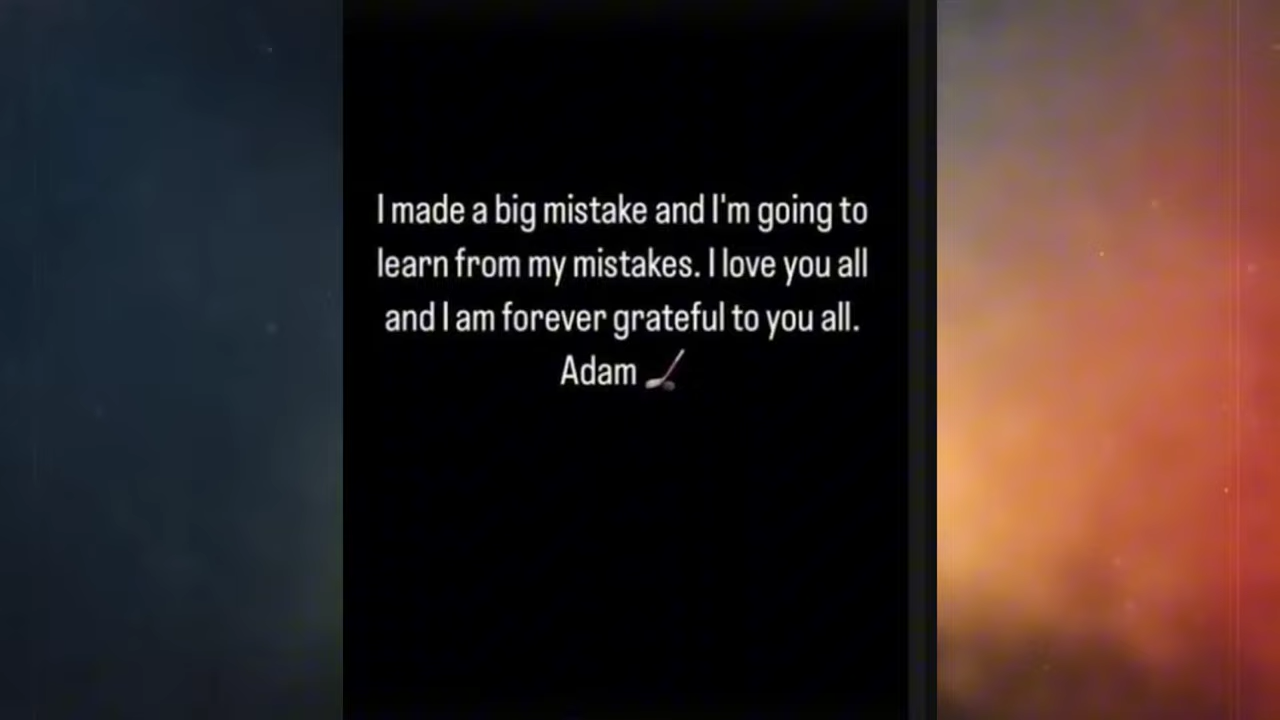 I made a big mistake and I'm going to
learn from my mistakes. I love you all
and I am forever grateful to you all.
Adam 🏒